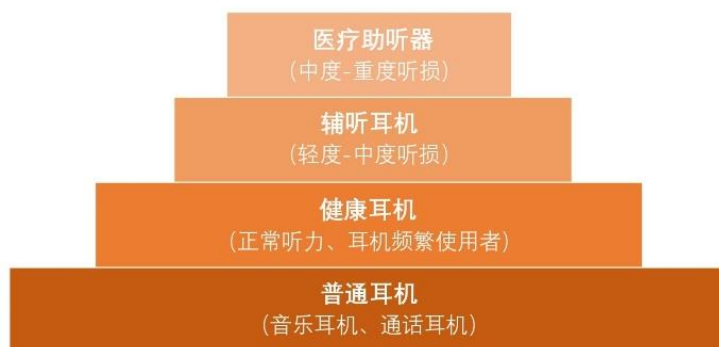 医疗助听器
(中度-重度听损)
辅听耳机
(轻度-中度听损)
健康耳机
(正常听力、耳机频繁使用者)
普通耳机
(音乐耳机、通话耳机)